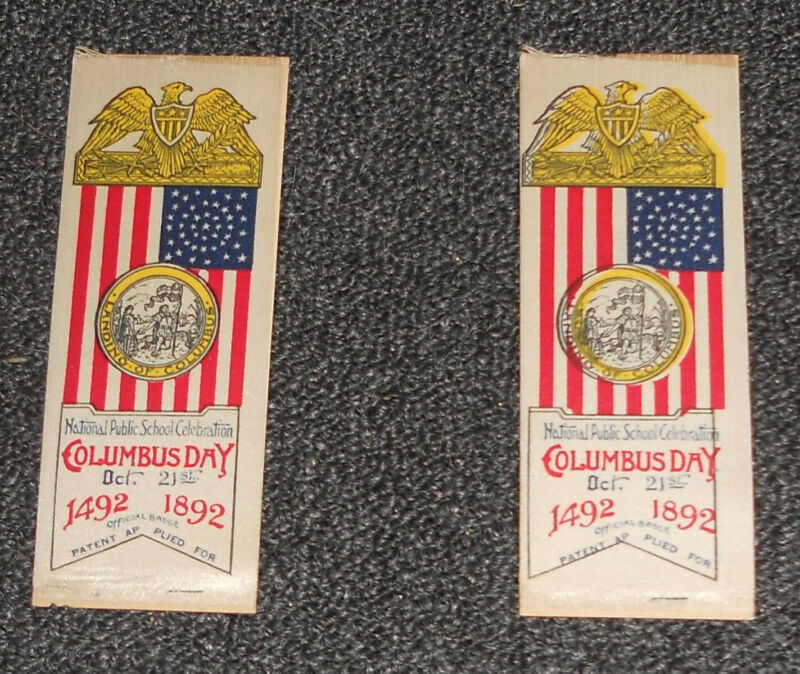 LANDING · OF · COLUMBUS
National Public School Celebration
COLUMBUS DAY
Oct. 21st
1492 1892
OFFICIAL BADGE
PATENT AP PLIED FOR
LANDING · OF · COLUMBUS
National Public School Celebration
COLUMBUS DAY
Oct. 21st
1492 1892
OFFICIAL BADGE
PATENT AP PLIED FOR